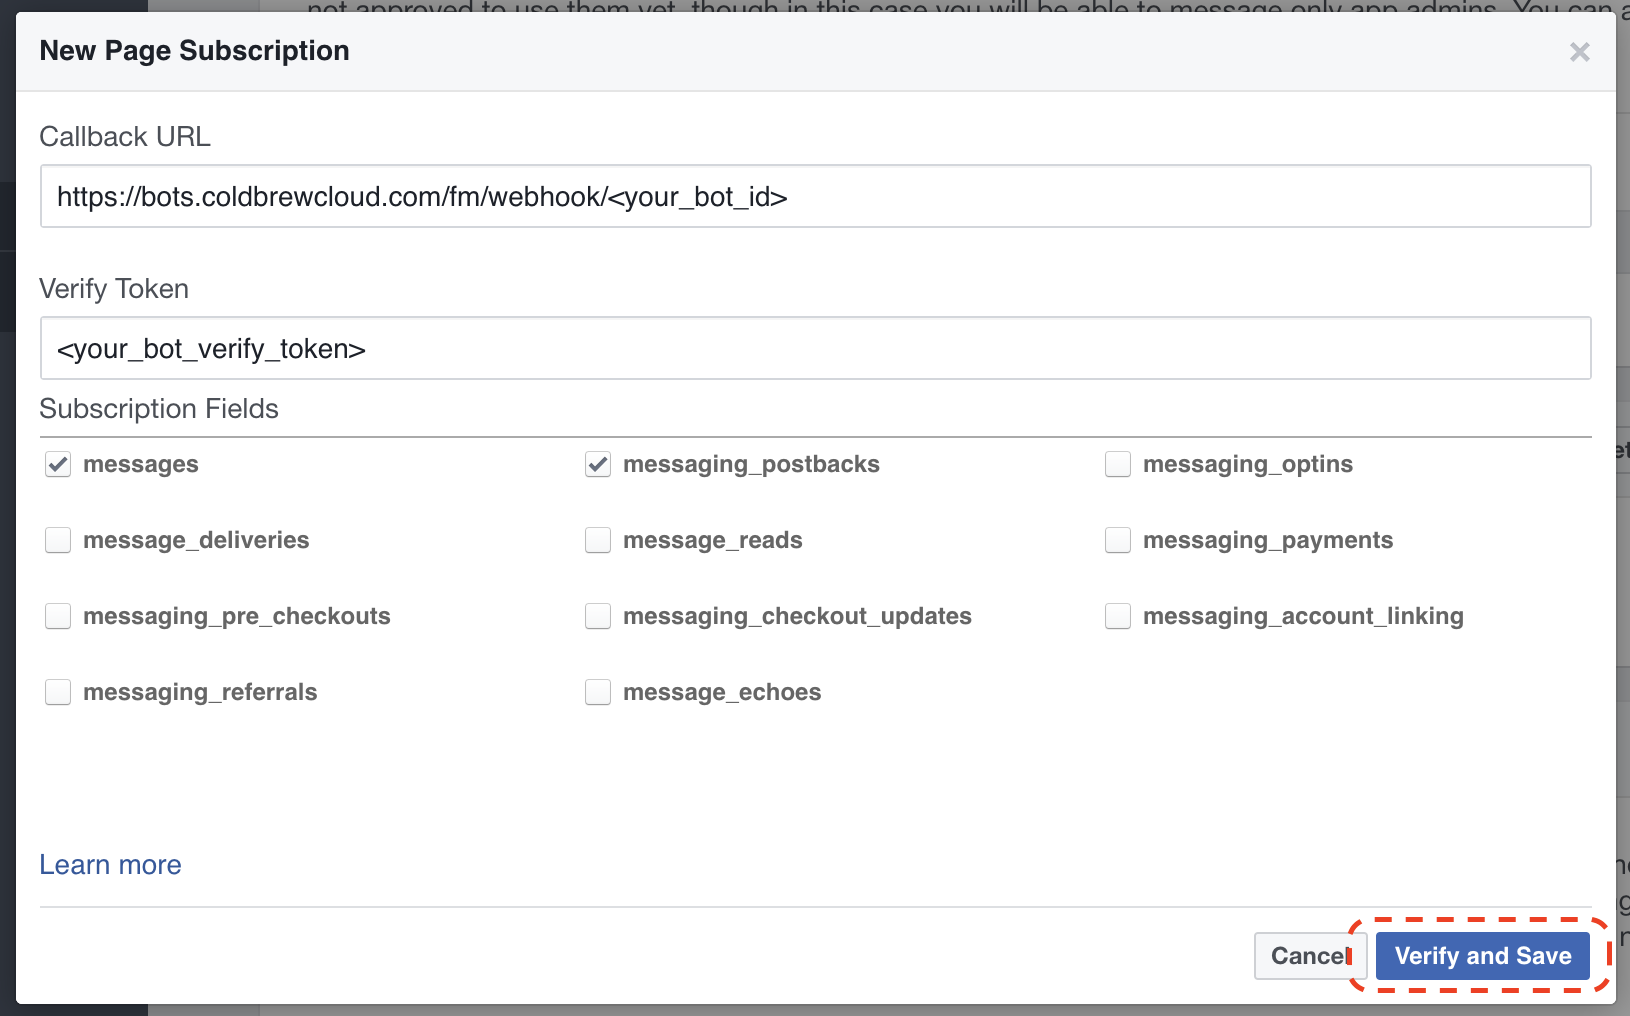 not approved to use them yet, though in this case you will be able to message only app admins. You can a
New Page Subscription
×
Callback URL
https://bots.coldbrewcloud.com/fm/webhook/<your_bot_id>
Verify Token
<your_bot_verify_token>
Subscription Fields
messages messaging_postbacks messaging_optins
message_deliveries message_reads messaging_payments
messaging_pre_checkouts messaging_checkout_updates messaging_account_linking
messaging_referrals message_echoes
Learn more
Cancel Verify and Save